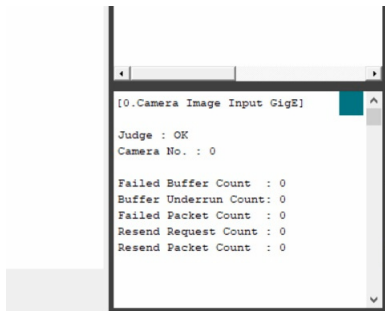 [0.Camera Image Input GigE]
Judge : OK
Camera No. : 0
Failed Buffer Count  : 0
Buffer Underrun Count: 0
Failed Packet Count  : 0
Resend Request Count : 0
Resend Packet Count  : 0